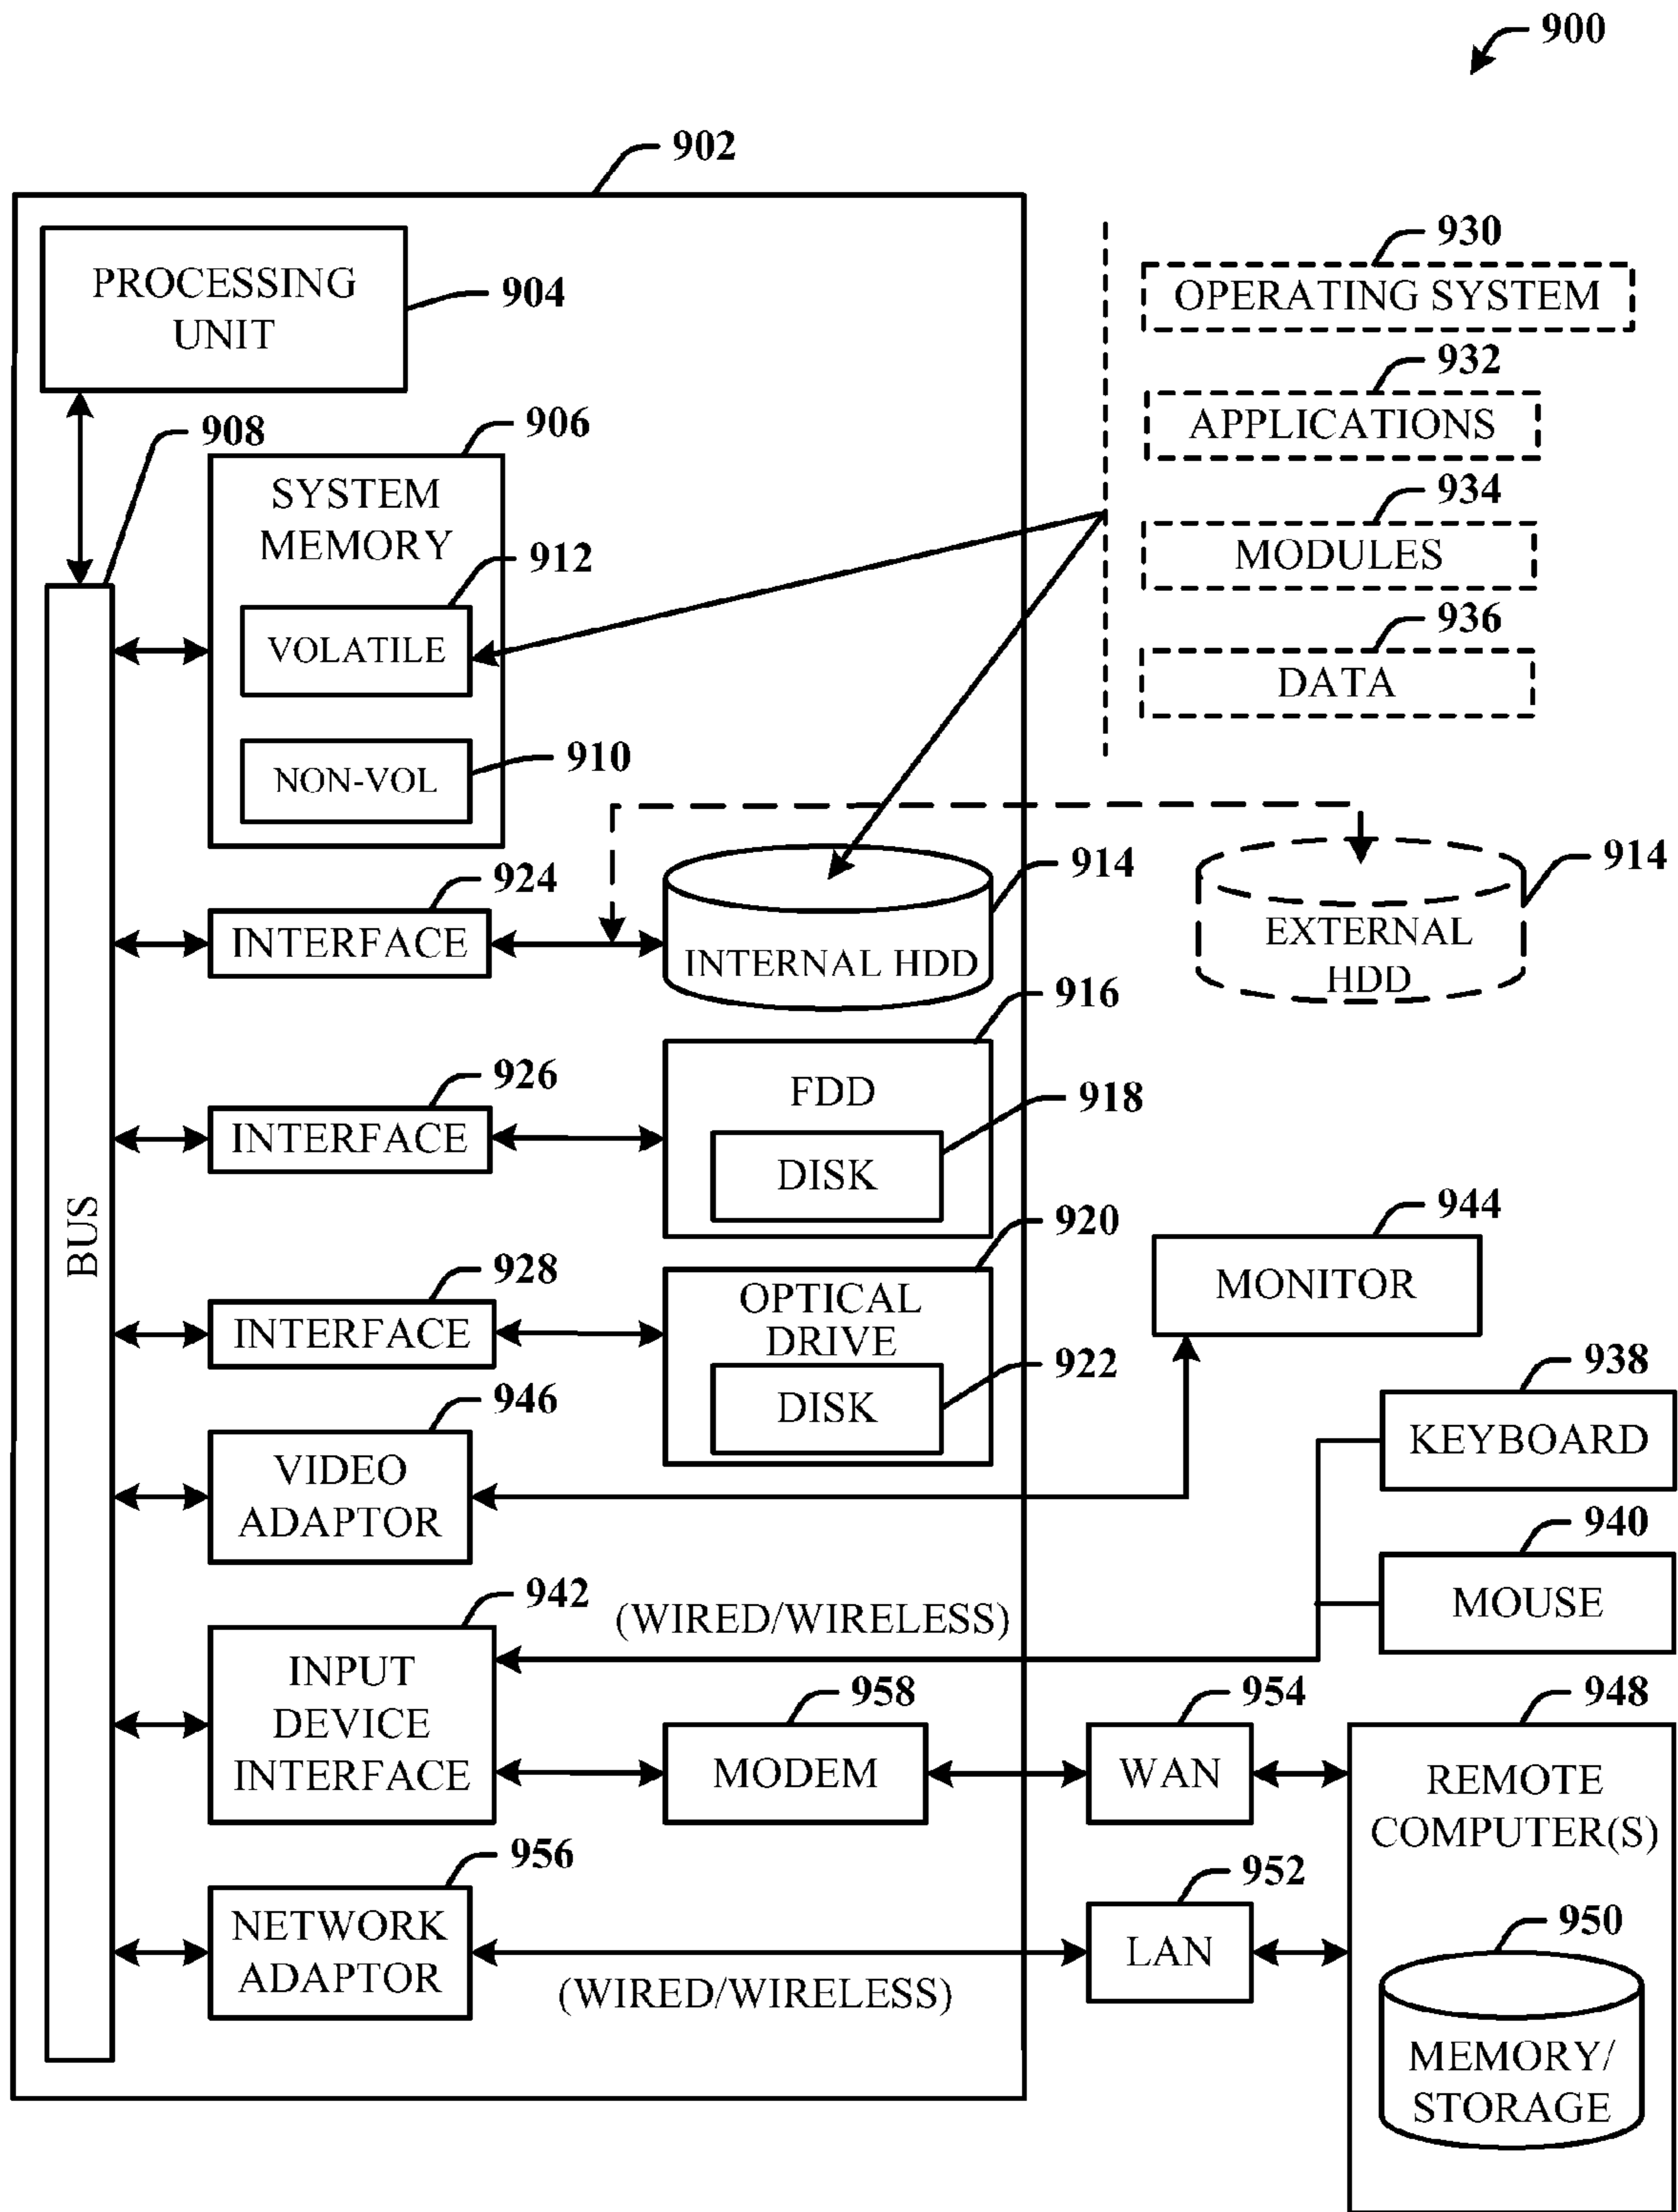 900
902
PROCESSING
UNIT
904
930
OPERATING SYSTEM
932
APPLICATIONS
934
MODULES
936
DATA
908
906
SYSTEM
MEMORY
912
VOLATILE
910
NON-VOL
BUS
924
INTERFACE
914
INTERNAL HDD
914
EXTERNAL
HDD
926
INTERFACE
916
FDD
918
DISK
928
INTERFACE
920
OPTICAL
DRIVE
922
DISK
944
MONITOR
946
VIDEO
ADAPTOR
938
KEYBOARD
940
MOUSE
942
INPUT
DEVICE
INTERFACE
(WIRED/WIRELESS)
958
MODEM
954
WAN
948
REMOTE
COMPUTER(S)
956
NETWORK
ADAPTOR
(WIRED/WIRELESS)
952
LAN
950
MEMORY/
STORAGE